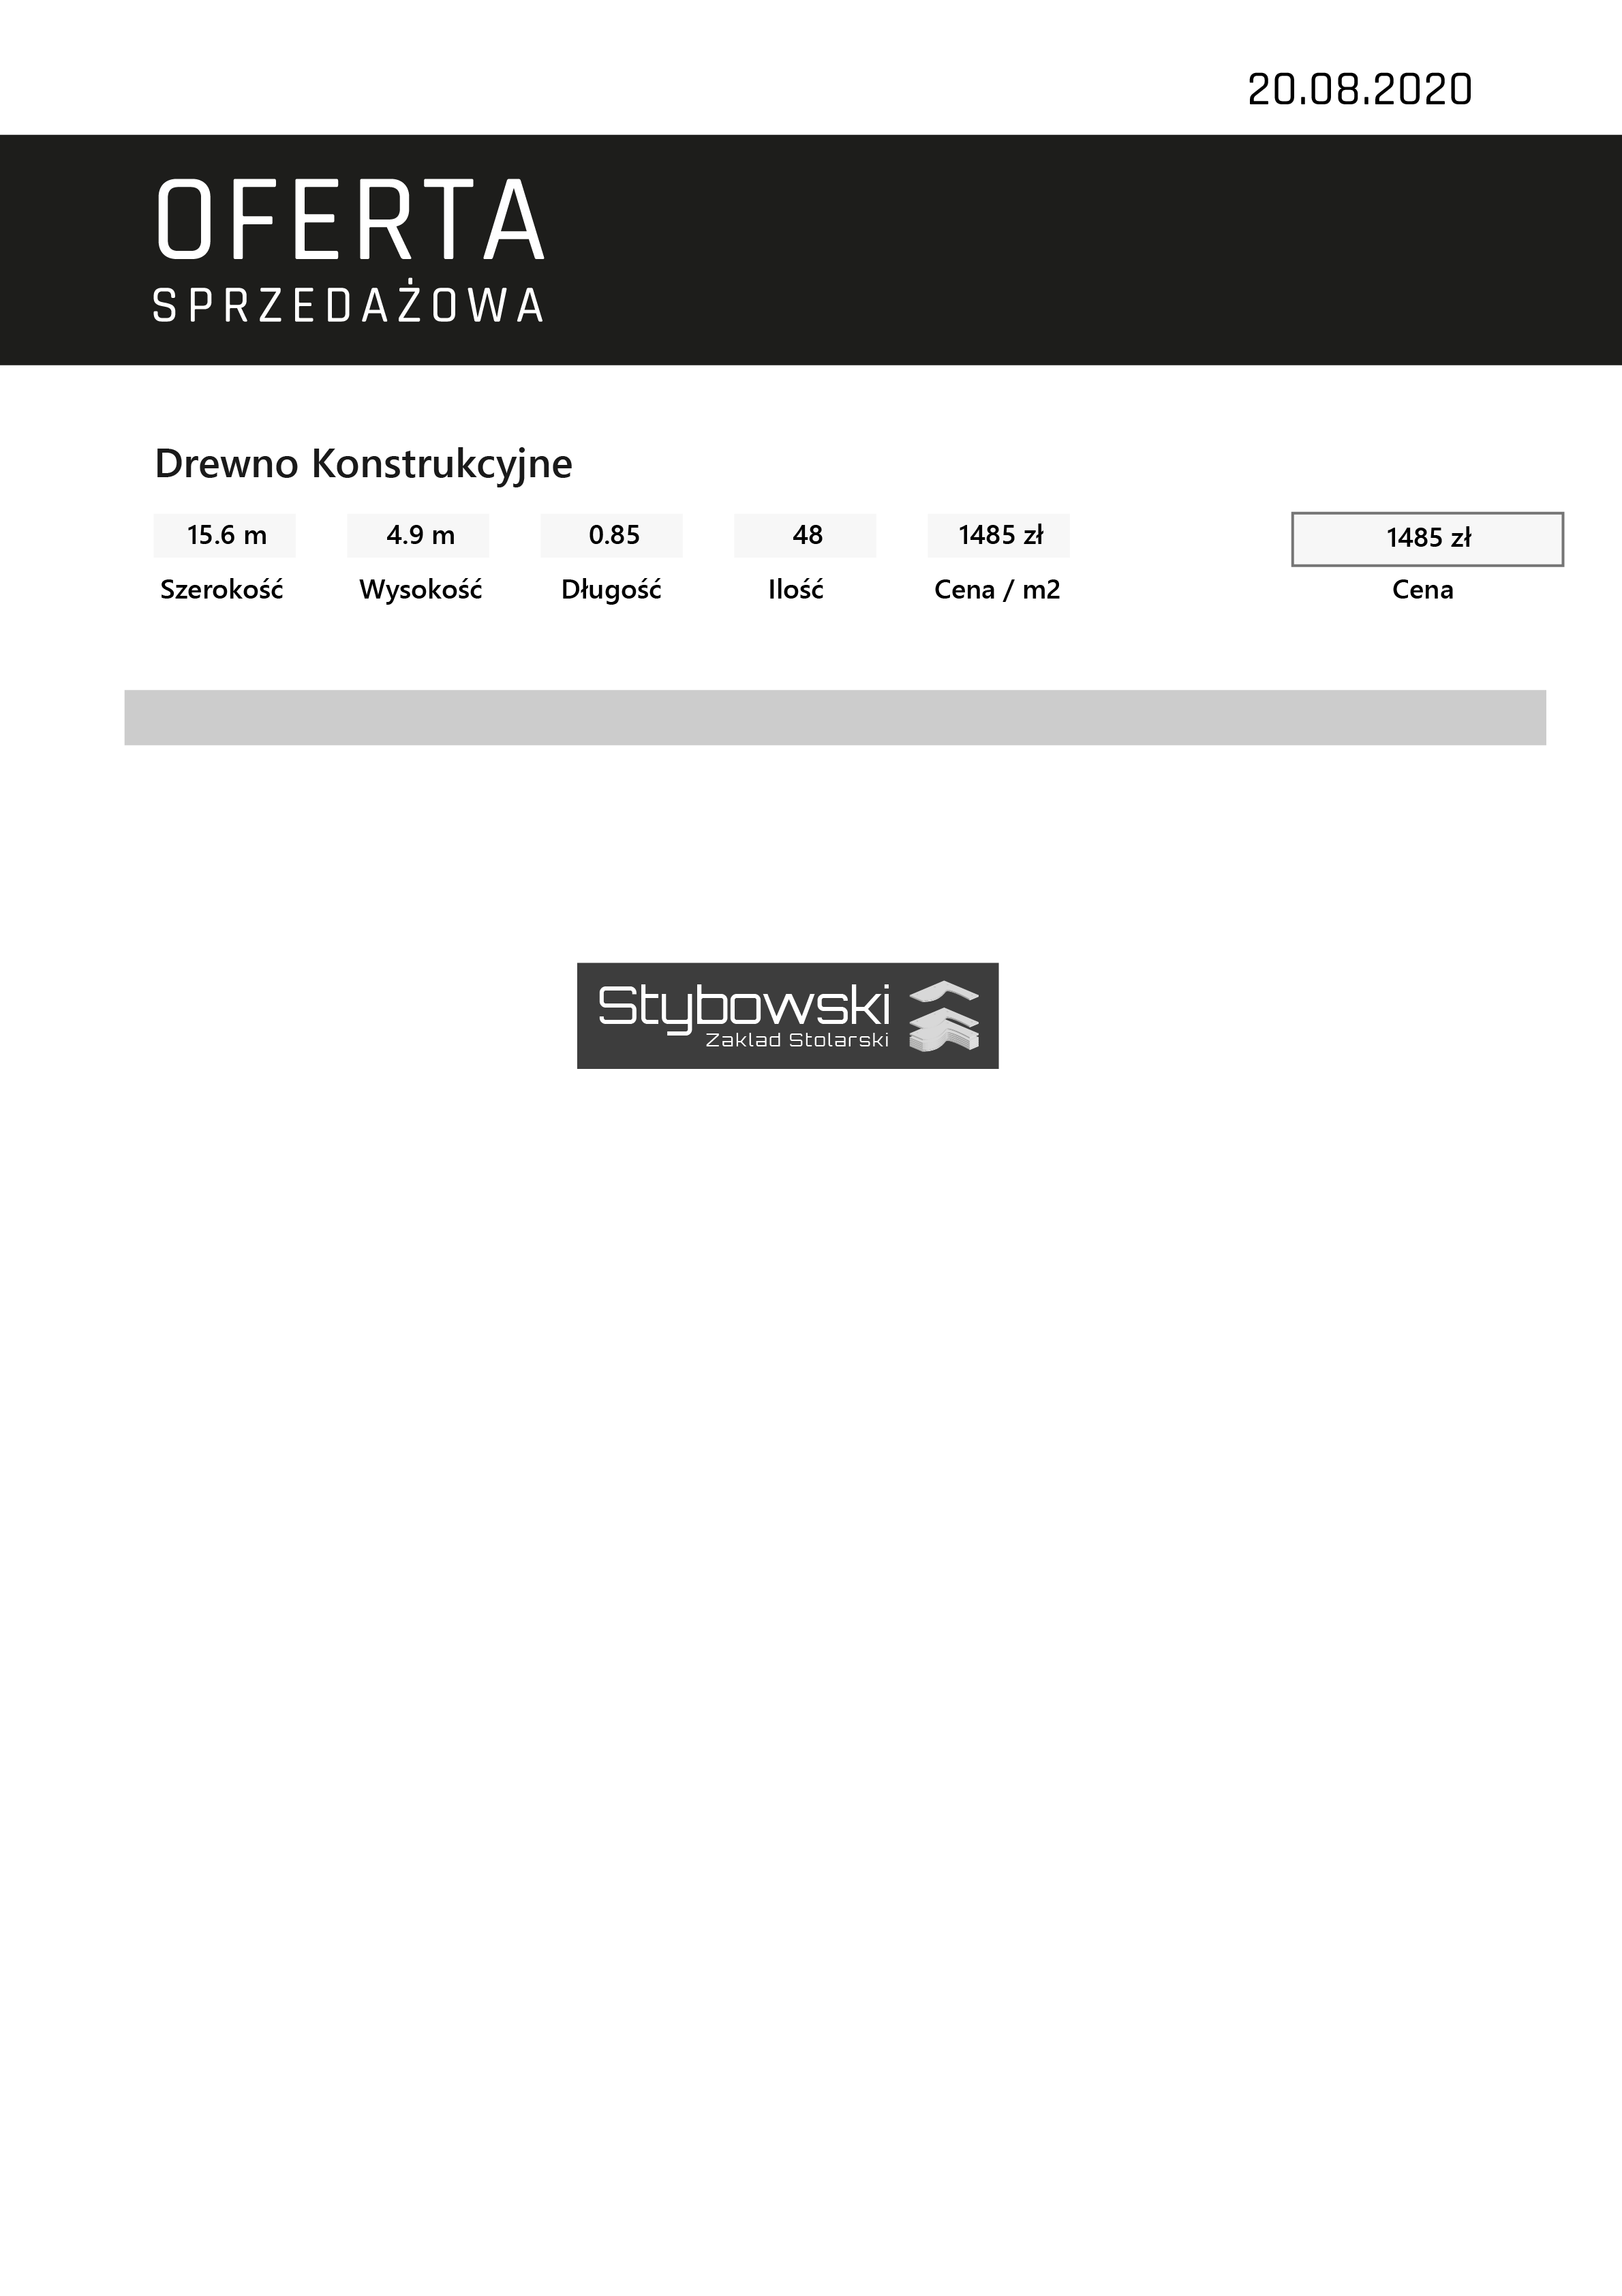 20.08.2020
OFERTA
SPRZEDAŻOWA
Drewno Konstrukcyjne
15.6 m 4.9 m 0.85 48 1485 zł 1485 zł
Szerokość Wysokość Długość Ilość Cena / m2 Cena
Stybowski
Zaklad Stolarski